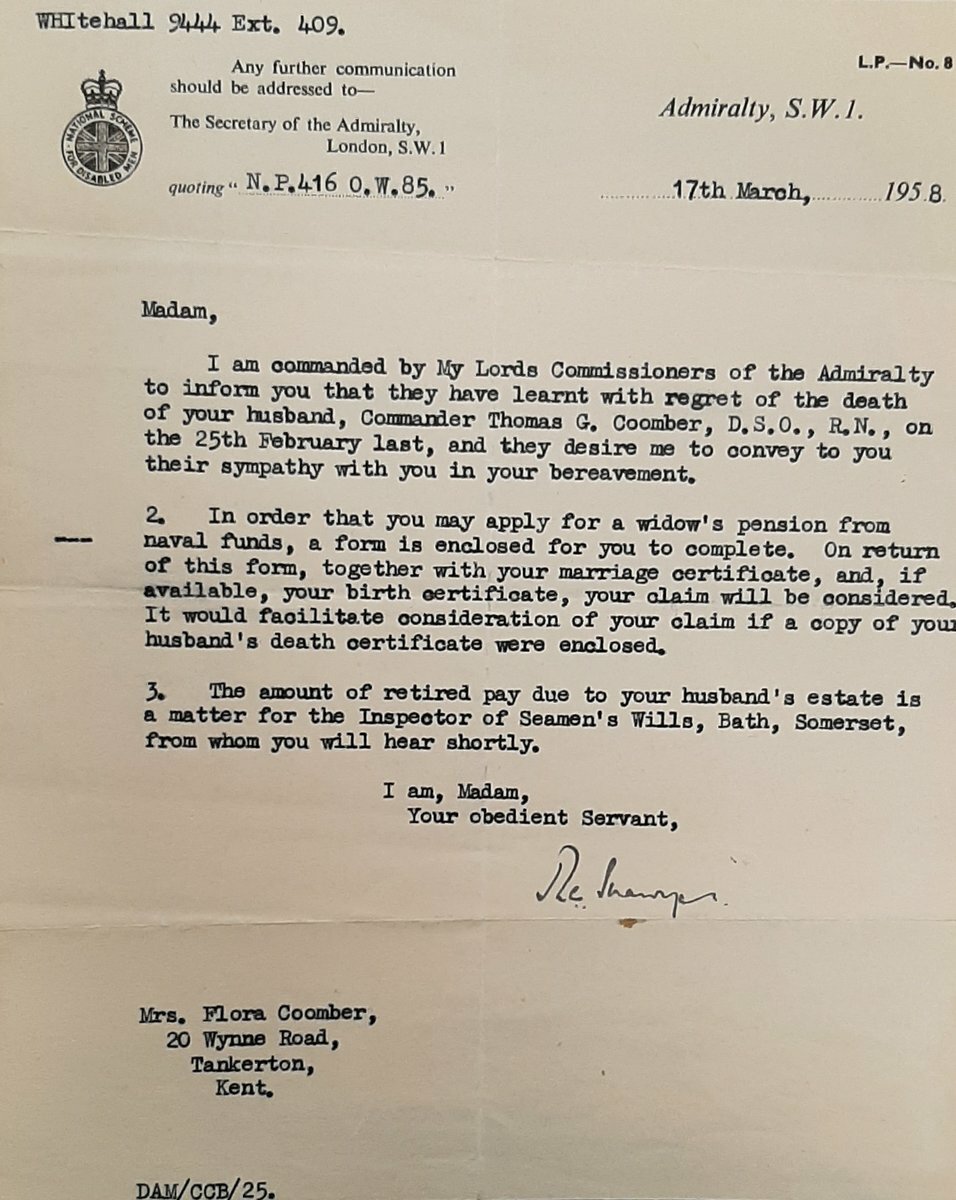 WHItehall 9444 Ext. 409.
L.P.—No. 8
Any further communication
should be addressed to—
The Secretary of the Admiralty,
London, S.W.1
quoting “ N.P.416 O.W.85. ”
NATIONAL SCHEME
FOR DISABLED MEN
Admiralty, S.W.1.
17th March, 1958.
Madam,
I am commanded by My Lords Commissioners of the Admiralty
to inform you that they have learnt with regret of the death
of your husband, Commander Thomas G. Coomber, D.S.O., R.N., on
the 25th February last, and they desire me to convey to you
their sympathy with you in your bereavement.
2. In order that you may apply for a widow's pension from
naval funds, a form is enclosed for you to complete. On return
of this form, together with your marriage certificate, and, if
available, your birth certificate, your claim will be considered.
It would facilitate consideration of your claim if a copy of your
husband's death certificate were enclosed.
3. The amount of retired pay due to your husband's estate is
a matter for the Inspector of Seamen's Wills, Bath, Somerset,
from whom you will hear shortly.
I am, Madam,
Your obedient Servant,
Mrs. Flora Coomber,
20 Wynne Road,
Tankerton,
Kent.
DAM/CCB/25.